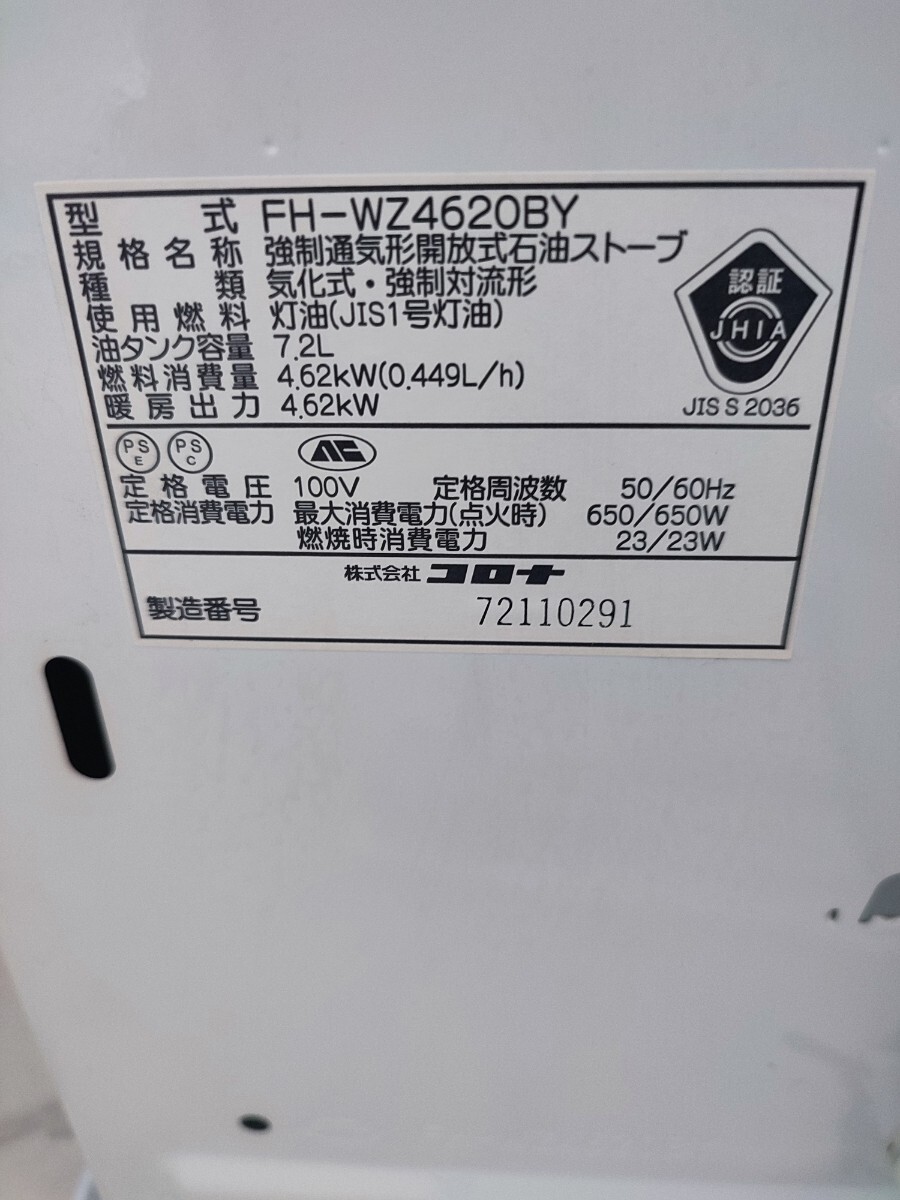 型式 FH-WZ4620BY
規格名称 強制通気形開放式石油ストーブ
種類 気化式・強制対流形
使用燃料 灯油(JIS1号灯油)
油タンク容量 7.2L
燃料消費量 4.62kW(0.449L/h)
暖房出力 4.62kW
認証
JHIA
JIS S 2036
PS E PS C
定格電圧 100V 定格周波数 50/60Hz
定格消費電力 最大消費電力(点火時) 650/650W
燃焼時消費電力 23/23W
株式会社 コロナ
製造番号 72110291